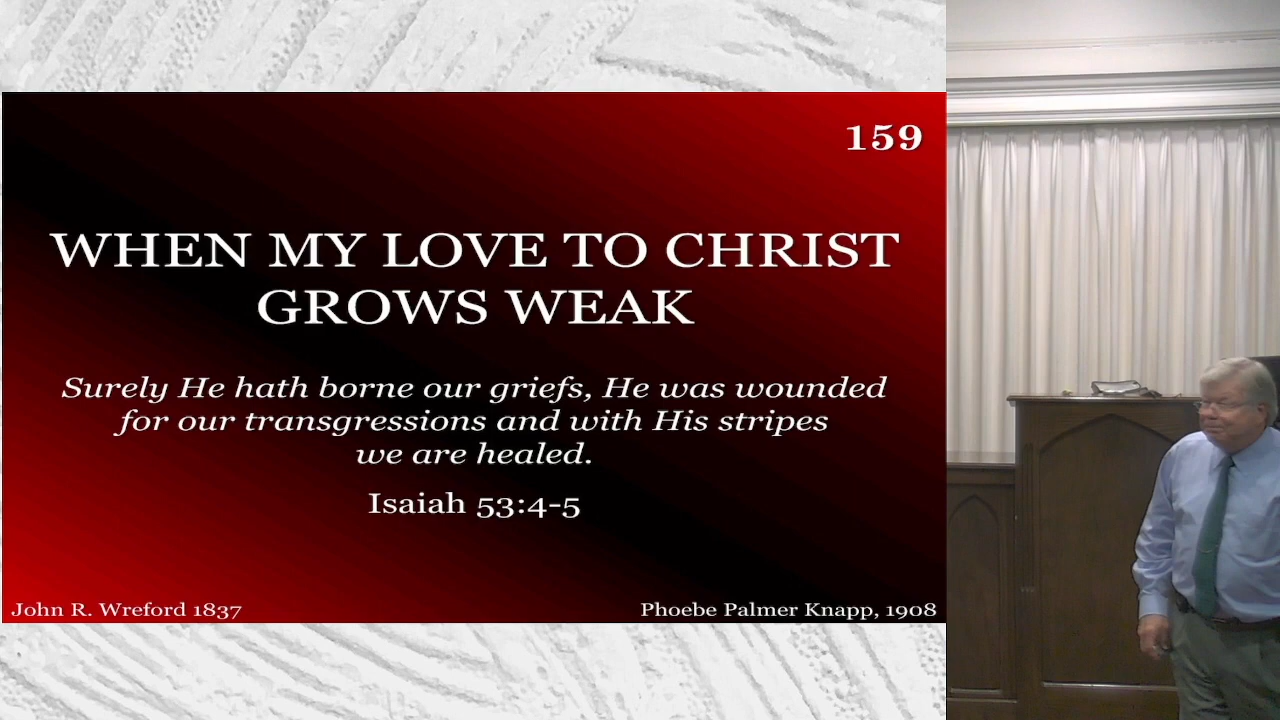 159
WHEN MY LOVE TO CHRIST
GROWS WEAK
Surely He hath borne our griefs, He was wounded
for our transgressions and with His stripes
we are healed.
Isaiah 53:4-5
John R. Wreford 1837
Phoebe Palmer Knapp, 1908